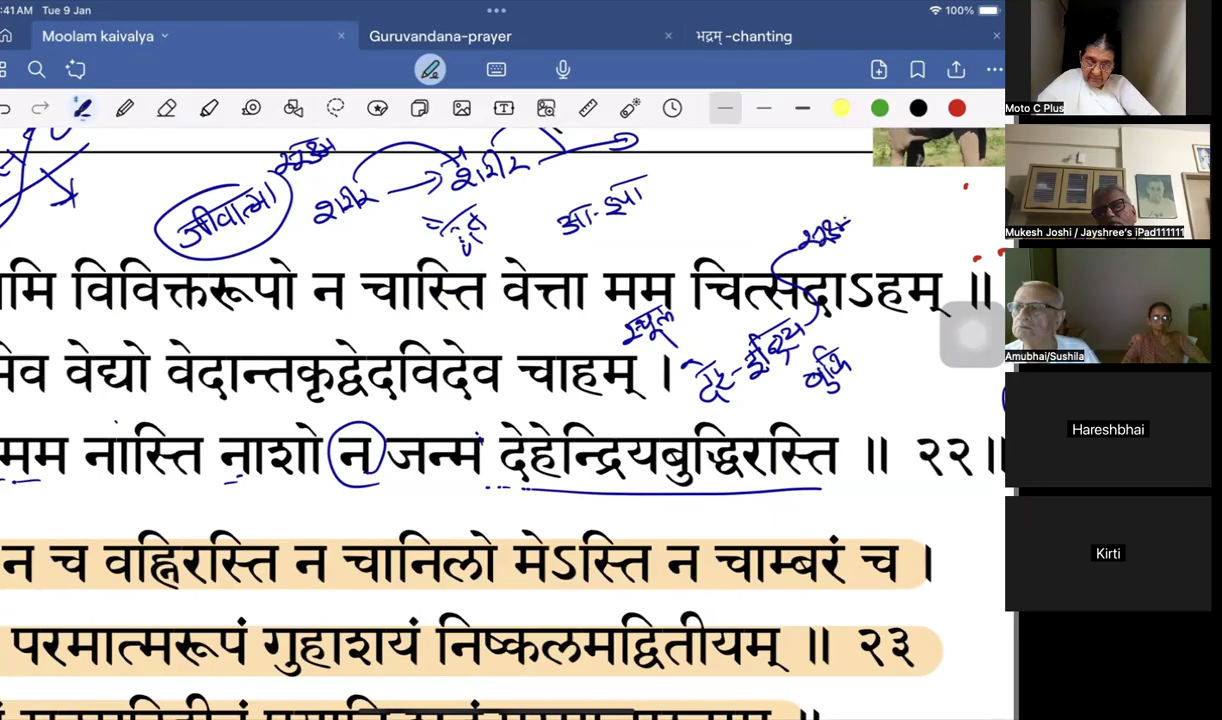 :41AM Tue 9 Jan
100%
Moolam kaivalya
Guruvandana-prayer
भद्रम् -chanting
Moto C Plus
जीवात्मा
शरीर
शरीर
Mukesh Joshi / Jayshree's iPad111111
मि विविक्तरूपो न चास्ति वेत्ता मम चित्सदाऽहम् ॥
स्थूल
मेव वेद्यो वेदान्तकृद्वेदविदेव चाहम् ।
देह-इन्द्रिय
बुद्धि
Amubhai/Sushila
मम नास्ति नाशो न जन्म देहेन्द्रियबुद्धिरस्ति ॥ २२॥
Hareshbhai
न च वह्निरस्ति न चानिलो मेऽस्ति न चाम्बरं च ।
Kirti
परमात्मरूपं गुहाशयं निष्कलमद्वितीयम् ॥ २३